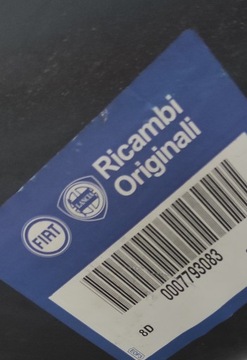 Ricambi
Originali
FIAT
LANCIA
0007793083
8D